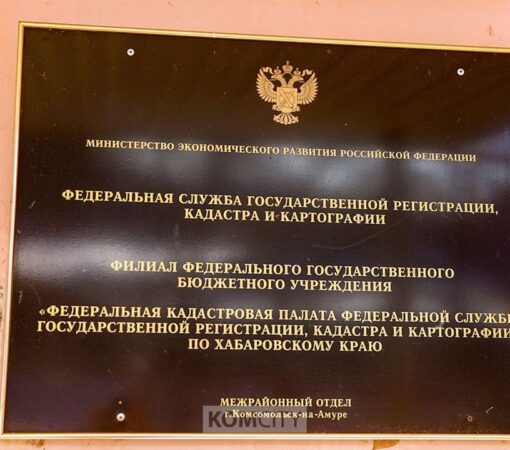 МИНИСТЕРСТВО ЭКОНОМИЧЕСКОГО РАЗВИТИЯ РОССИЙСКОЙ ФЕДЕРАЦИИ
ФЕДЕРАЛЬНАЯ СЛУЖБА ГОСУДАРСТВЕННОЙ РЕГИСТРАЦИИ,
КАДАСТРА И КАРТОГРАФИИ
ФИЛИАЛ ФЕДЕРАЛЬНОГО ГОСУДАРСТВЕННОГО
БЮДЖЕТНОГО УЧРЕЖДЕНИЯ
«ФЕДЕРАЛЬНАЯ КАДАСТРОВАЯ ПАЛАТА ФЕДЕРАЛЬНОЙ СЛУЖБЫ
ГОСУДАРСТВЕННОЙ РЕГИСТРАЦИИ, КАДАСТРА И КАРТОГРАФИИ
ПО ХАБАРОВСКОМУ КРАЮ
МЕЖРАЙОННЫЙ ОТДЕЛ
г.Комсомольск-на-Амуре
KOMCITY